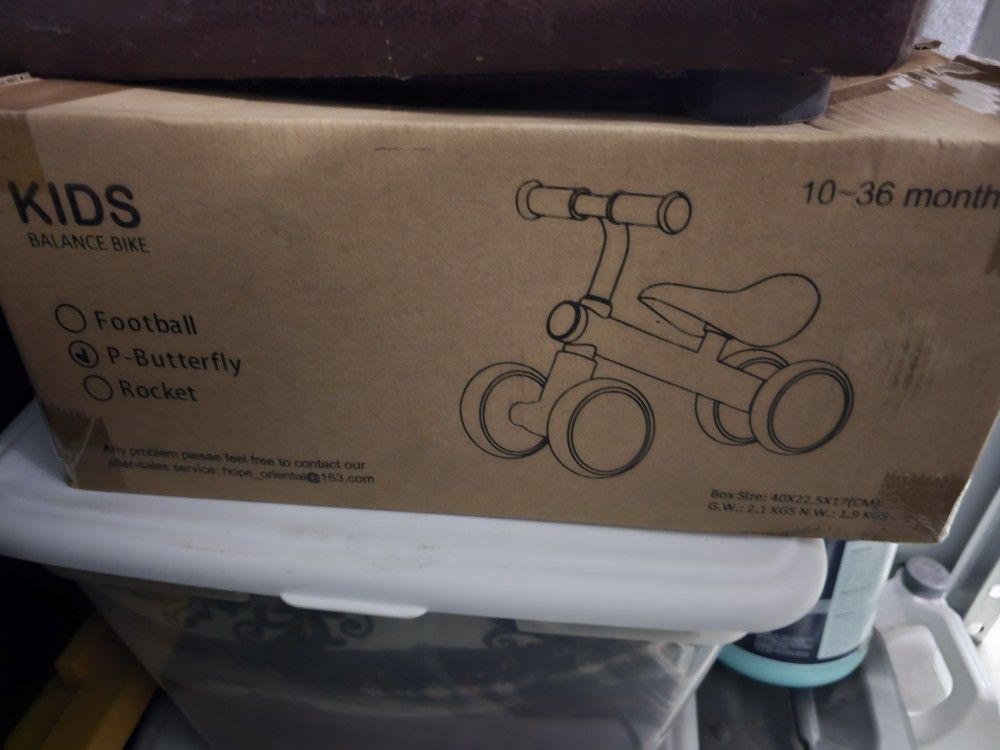 KIDS
BALANCE BIKE
10~36 month
Football
P-Butterfly
Rocket
Any problem plesae feel free to contact our
after-sales service: hope_oriental@163.com
Box Size: 40X22.5X17(CM)
G.W.: 2.1 KGS N.W.: 1.9 KGS